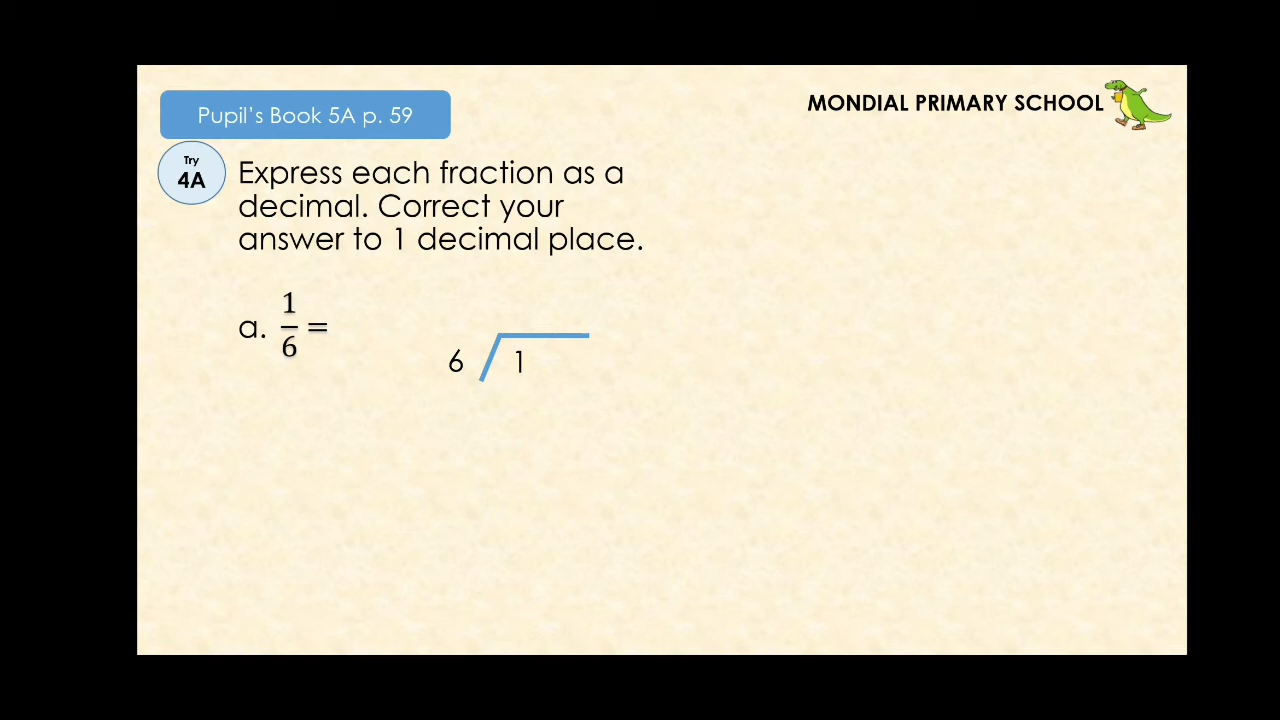 Pupil's Book 5A p. 59
MONDIAL PRIMARY SCHOOL
Try
4A
Express each fraction as a
decimal. Correct your
answer to 1 decimal place.
a. 1/6 =
6 1